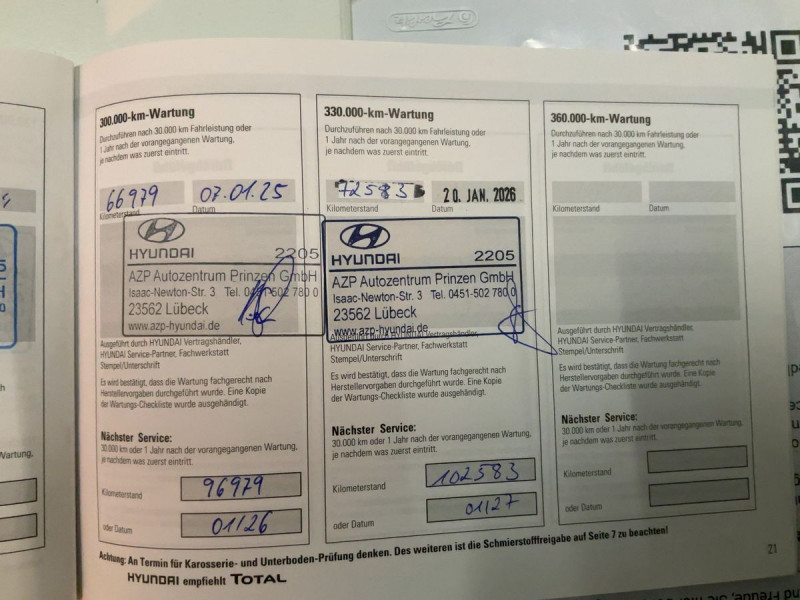 300.000-km-Wartung
Durchzuführen nach 30.000 km Fahrleistung oder
1 Jahr nach der vorangegangenen Wartung,
je nachdem was zuerst eintritt.
66979 07.01.25
Kilometerstand Datum
HYUNDAI 2205
AZP Autozentrum Prinzen GmbH
Isaac-Newton-Str. 3 Tel. 0451-502 780 0
23562 Lübeck
www.azp-hyundai.de
Ausgeführt durch HYUNDAI Vertragshändler,
HYUNDAI Service-Partner, Fachwerkstatt
Stempel/Unterschrift
Es wird bestätigt, dass die Wartung fachgerecht nach
Herstellervorgaben durchgeführt wurde. Eine Kopie
der Wartungs-Checkliste wurde ausgehändigt.
Nächster Service:
30.000 km oder 1 Jahr nach der vorangegangenen Wartung,
je nachdem was zuerst eintritt.
Kilometerstand 96979
oder Datum 01/26
330.000-km-Wartung
Durchzuführen nach 30.000 km Fahrleistung oder
1 Jahr nach der vorangegangenen Wartung,
je nachdem was zuerst eintritt.
72583 20. JAN. 2026
Kilometerstand Datum
HYUNDAI 2205
AZP Autozentrum Prinzen GmbH
Isaac-Newton-Str. 3 Tel. 0451-502 780 0
23562 Lübeck
www.azp-hyundai.de
Ausgeführt durch HYUNDAI Vertragshändler,
HYUNDAI Service-Partner, Fachwerkstatt
Stempel/Unterschrift
Es wird bestätigt, dass die Wartung fachgerecht nach
Herstellervorgaben durchgeführt wurde. Eine Kopie
der Wartungs-Checkliste wurde ausgehändigt.
Nächster Service:
30.000 km oder 1 Jahr nach der vorangegangenen Wartung,
je nachdem was zuerst eintritt.
Kilometerstand 102583
oder Datum 01/27
360.000-km-Wartung
Durchzuführen nach 30.000 km Fahrleistung oder
1 Jahr nach der vorangegangenen Wartung,
je nachdem was zuerst eintritt.
Kilometerstand Datum
Ausgeführt durch HYUNDAI Vertragshändler,
HYUNDAI Service-Partner, Fachwerkstatt
Stempel/Unterschrift
Es wird bestätigt, dass die Wartung fachgerecht nach
Herstellervorgaben durchgeführt wurde. Eine Kopie
der Wartungs-Checkliste wurde ausgehändigt.
Nächster Service:
30.000 km oder 1 Jahr nach der vorangegangenen Wartung,
je nachdem was zuerst eintritt.
Kilometerstand
oder Datum
Achtung: An Termin für Karosserie- und Unterboden-Prüfung denken. Des weiteren ist die Schmierstofffreigabe auf Seite 7 zu beachten!
HYUNDAI empfiehlt TOTAL
21
Wartung,